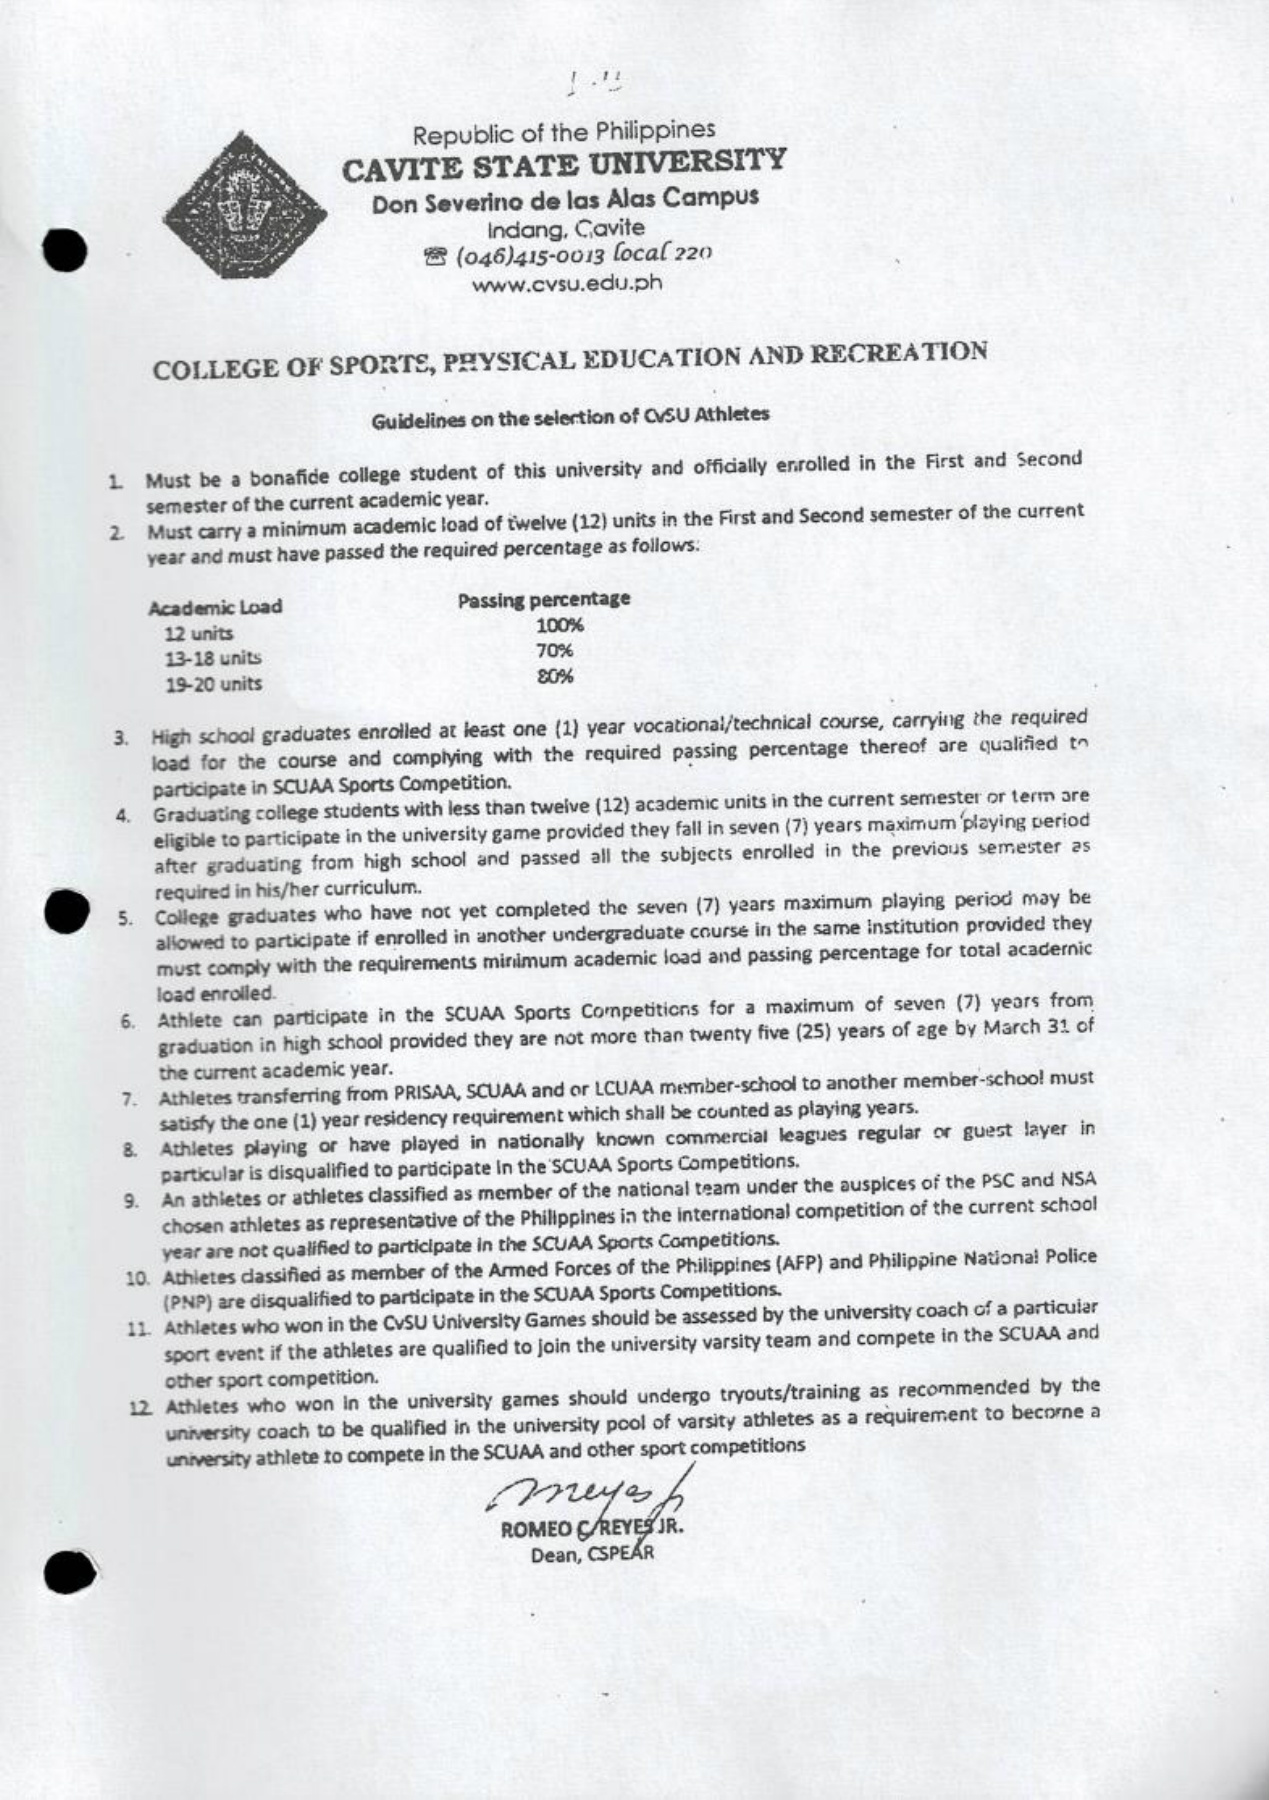 Republic of the Philippines
CAVITE STATE UNIVERSITY
Don Severino de las Alas Campus
Indang, Cavite
☎ (046)415-0013 local 220
www.cvsu.edu.ph
COLLEGE OF SPORTS, PHYSICAL EDUCATION AND RECREATION
Guidelines on the selection of CvSU Athletes
1. Must be a bonafide college student of this university and officially enrolled in the First and Second
semester of the current academic year.
2. Must carry a minimum academic load of twelve (12) units in the First and Second semester of the current
year and must have passed the required percentage as follows:
Academic Load Passing percentage
12 units 100%
13-18 units 70%
19-20 units 80%
3. High school graduates enrolled at least one (1) year vocational/technical course, carrying the required
load for the course and complying with the required passing percentage thereof are qualified to
participate in SCUAA Sports Competition.
4. Graduating college students with less than twelve (12) academic units in the current semester or term are
eligible to participate in the university game provided they fall in seven (7) years maximum playing period
after graduating from high school and passed all the subjects enrolled in the previous semester as
required in his/her curriculum.
5. College graduates who have not yet completed the seven (7) years maximum playing period may be
allowed to participate if enrolled in another undergraduate course in the same institution provided they
must comply with the requirements minimum academic load and passing percentage for total academic
load enrolled.
6. Athlete can participate in the SCUAA Sports Competitions for a maximum of seven (7) years from
graduation in high school provided they are not more than twenty five (25) years of age by March 31 of
the current academic year.
7. Athletes transferring from PRISAA, SCUAA and or LCUAA member-school to another member-school must
satisfy the one (1) year residency requirement which shall be counted as playing years.
8. Athletes playing or have played in nationally known commercial leagues regular or guest layer in
particular is disqualified to participate in the SCUAA Sports Competitions.
9. An athletes or athletes classified as member of the national team under the auspices of the PSC and NSA
chosen athletes as representative of the Philippines in the international competition of the current school
year are not qualified to participate in the SCUAA Sports Competitions.
10. Athletes classified as member of the Armed Forces of the Philippines (AFP) and Philippine National Police
(PNP) are disqualified to participate in the SCUAA Sports Competitions.
11. Athletes who won in the CvSU University Games should be assessed by the university coach of a particular
sport event if the athletes are qualified to join the university varsity team and compete in the SCUAA and
other sport competition.
12. Athletes who won in the university games should undergo tryouts/training as recommended by the
university coach to be qualified in the university pool of varsity athletes as a requirement to become a
university athlete to compete in the SCUAA and other sport competitions
ROMEO C. REYES JR.
Dean, CSPEAR